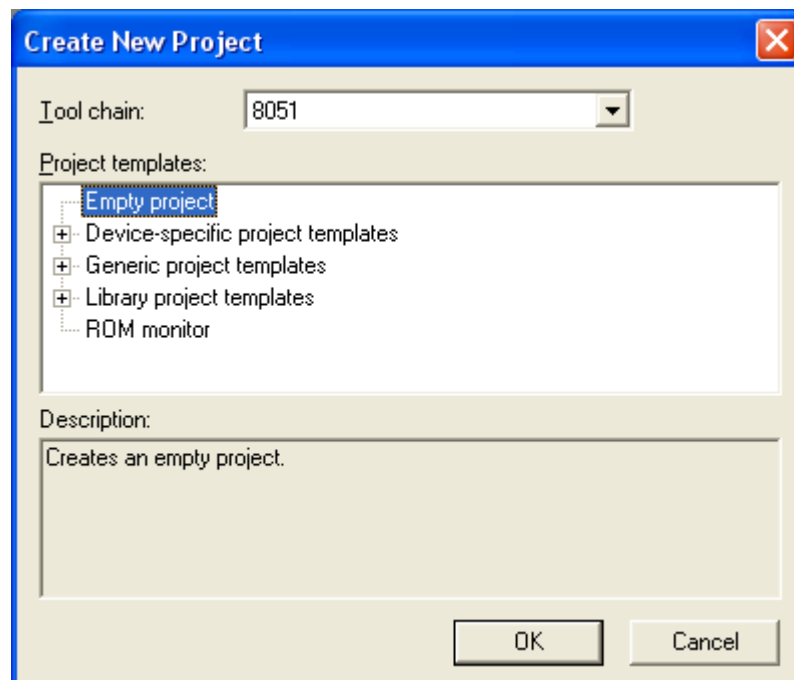 Create New Project
Tool chain: 8051
Project templates:
Empty project
Device-specific project templates
Generic project templates
Library project templates
ROM monitor
Description:
Creates an empty project.
OK Cancel